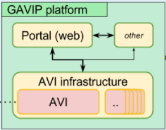 GAVIP platform
Portal (web)
other
AVI infrastructure
AVI
..